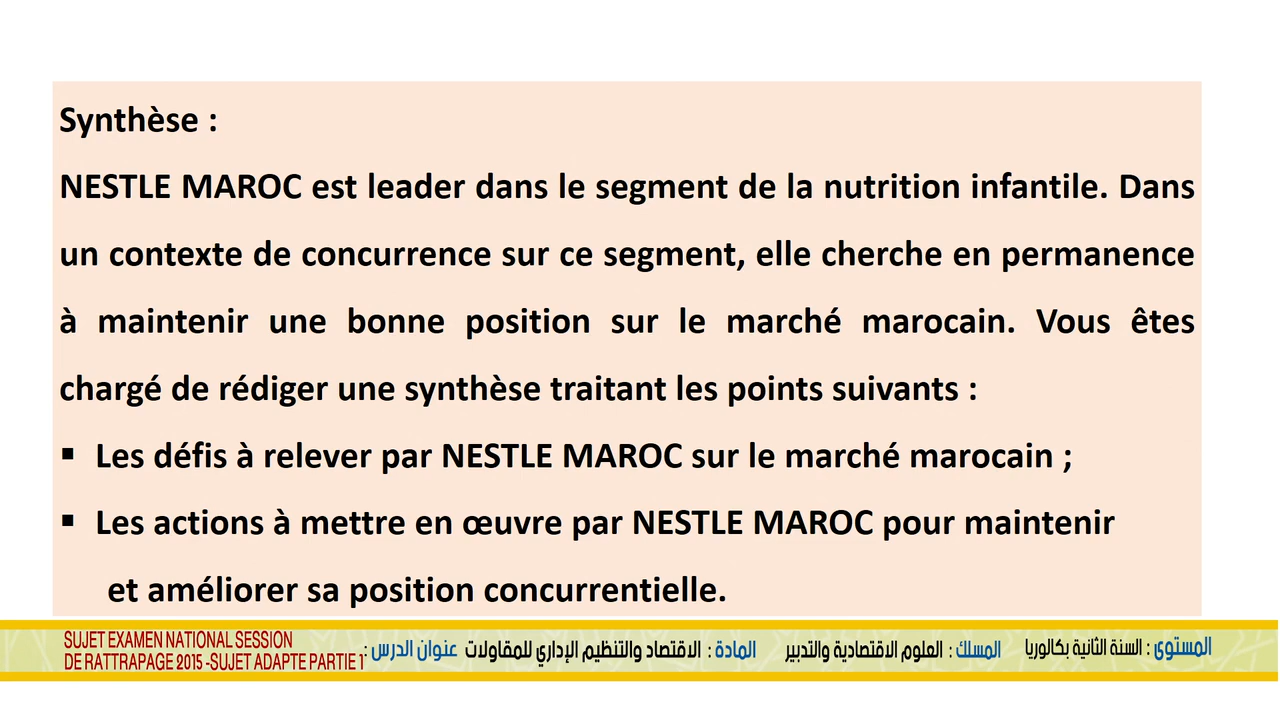 Synthèse :
NESTLE MAROC est leader dans le segment de la nutrition infantile. Dans
un contexte de concurrence sur ce segment, elle cherche en permanence
à maintenir une bonne position sur le marché marocain. Vous êtes
chargé de rédiger une synthèse traitant les points suivants :
▪ Les défis à relever par NESTLE MAROC sur le marché marocain ;
▪ Les actions à mettre en œuvre par NESTLE MAROC pour maintenir
et améliorer sa position concurrentielle.
المستوى : السنة الثانية بكالوريا المسلك : العلوم الاقتصادية والتدبير المادة : الاقتصاد والتنظيم الإداري للمقاولات عنوان الدرس :
SUJET EXAMEN NATIONAL SESSION
DE RATTRAPAGE 2015 -SUJET ADAPTE PARTIE 1